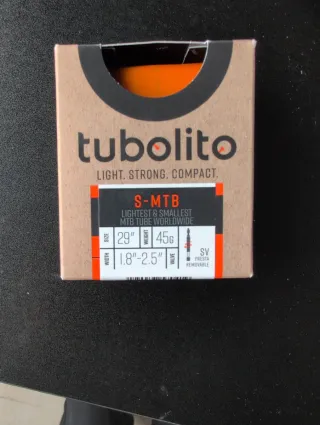 tubolito
LIGHT. STRONG. COMPACT.
S-MTB
LIGHTEST & SMALLEST
MTB TUBE WORLDWIDE
SIZE 29" WEIGHT 45g
WIDTH 1.8"-2.5" VALVE SV
PRESTA
REMOVABLE